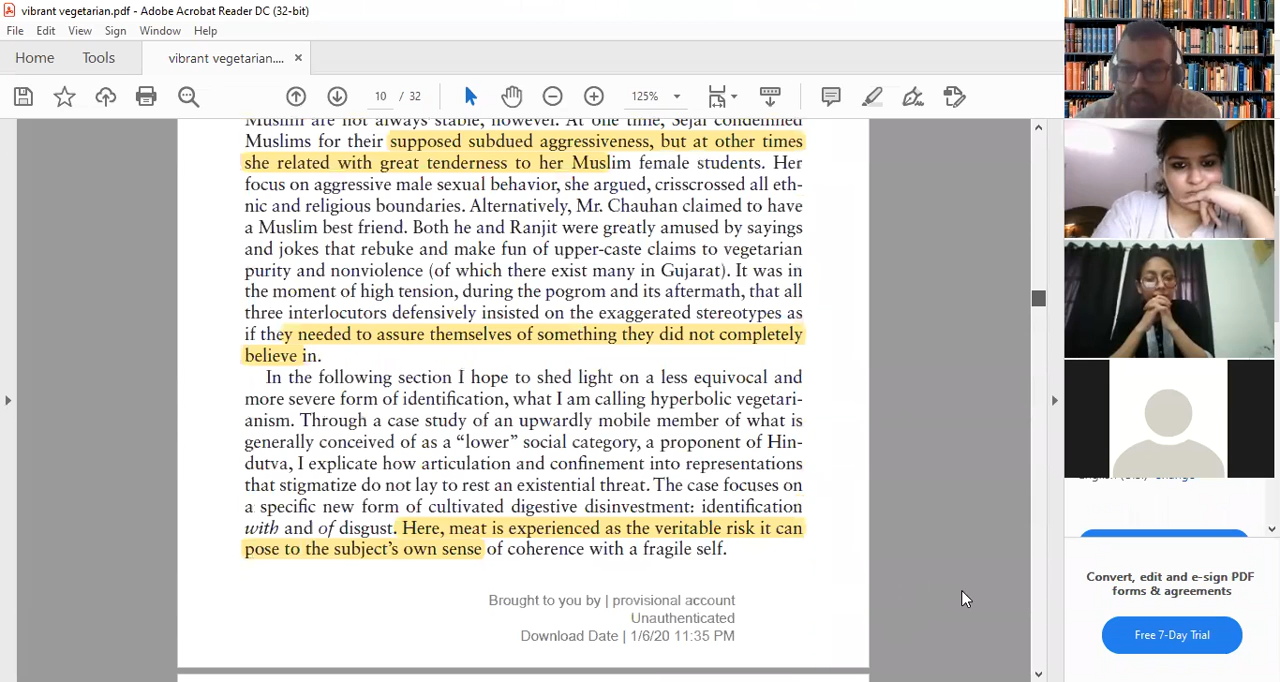 vibrant vegetarian.pdf - Adobe Acrobat Reader DC (32-bit)
File Edit View Sign Window Help
Home Tools vibrant vegetarian.... ×
10 / 32 125%
Muslim are not always stable, however. At one time, Sejal condemned
Muslims for their supposed subdued aggressiveness, but at other times
she related with great tenderness to her Muslim female students. Her
focus on aggressive male sexual behavior, she argued, crisscrossed all eth-
nic and religious boundaries. Alternatively, Mr. Chauhan claimed to have
a Muslim best friend. Both he and Ranjit were greatly amused by sayings
and jokes that rebuke and make fun of upper-caste claims to vegetarian
purity and nonviolence (of which there exist many in Gujarat). It was in
the moment of high tension, during the pogrom and its aftermath, that all
three interlocutors defensively insisted on the exaggerated stereotypes as
if they needed to assure themselves of something they did not completely
believe in.
In the following section I hope to shed light on a less equivocal and
more severe form of identification, what I am calling hyperbolic vegetari-
anism. Through a case study of an upwardly mobile member of what is
generally conceived of as a “lower” social category, a proponent of Hin-
dutva, I explicate how articulation and confinement into representations
that stigmatize do not lay to rest an existential threat. The case focuses on
a specific new form of cultivated digestive disinvestment: identification
with and of disgust. Here, meat is experienced as the veritable risk it can
pose to the subject’s own sense of coherence with a fragile self.
Brought to you by | provisional account
Unauthenticated
Download Date | 1/6/20 11:35 PM
Change
Convert, edit and e-sign PDF
forms & agreements
Free 7-Day Trial